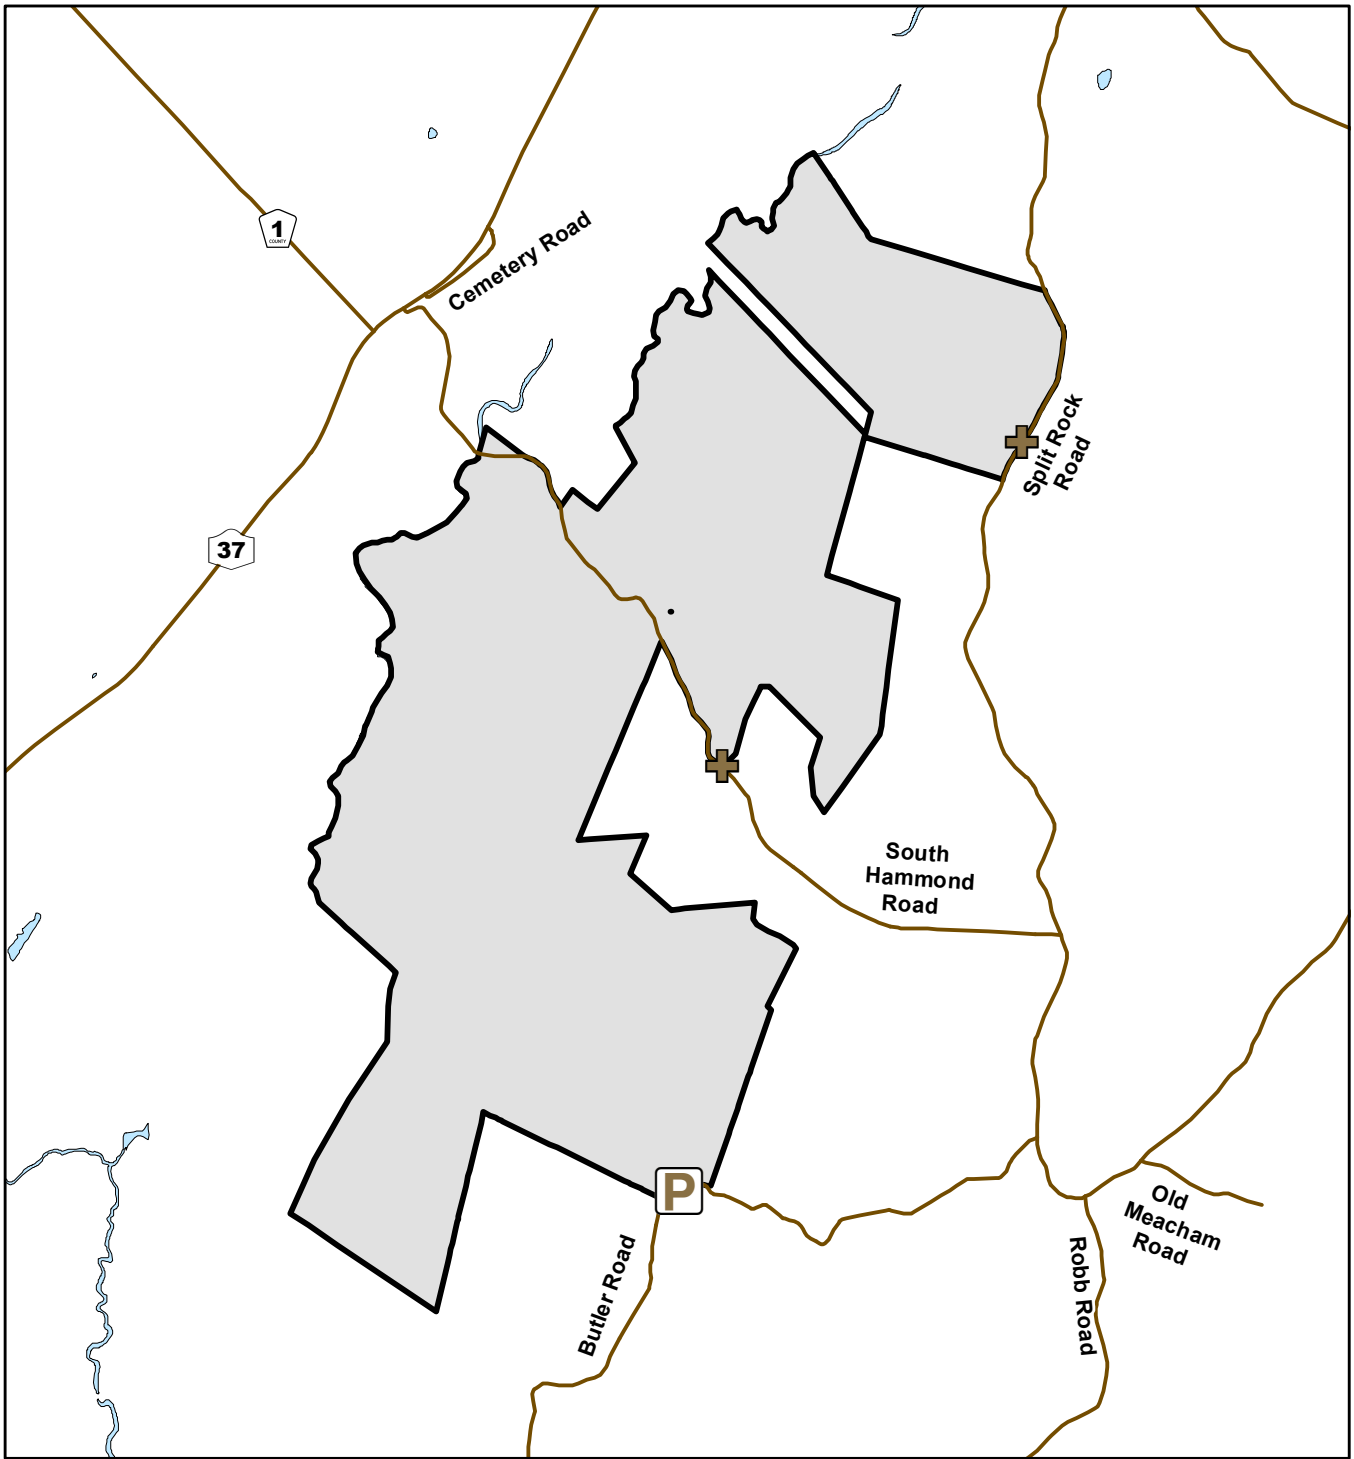 1
COUNTY
Cemetery Road
Split Rock
Road
37
South
Hammond
Road
P
Old
Meacham
Road
Butler Road
Robb Road